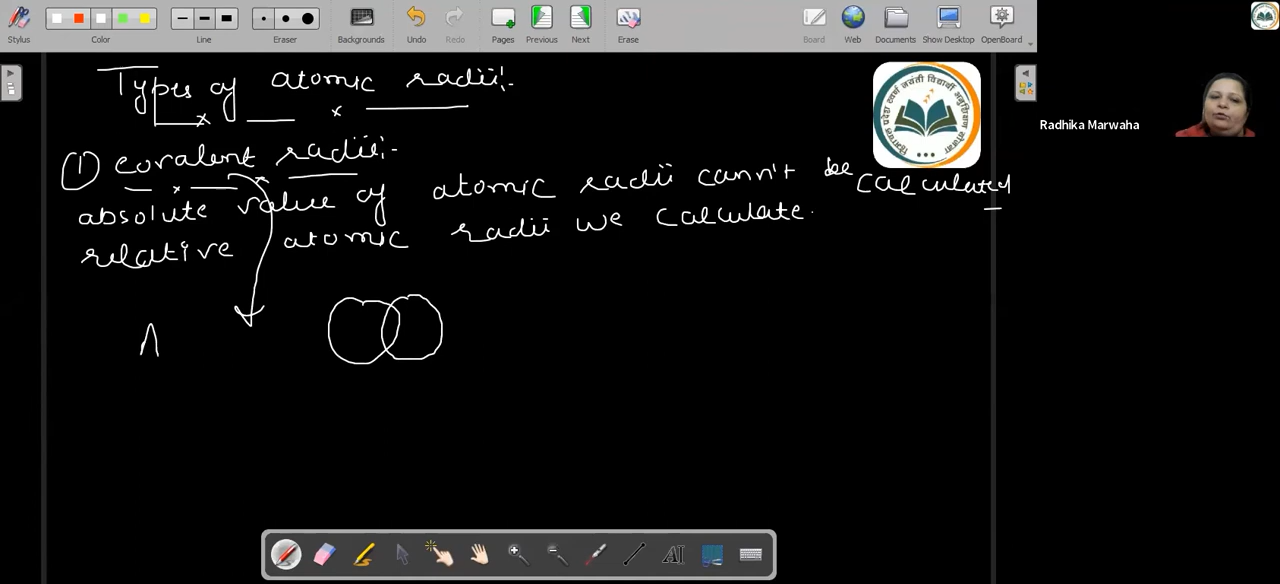 Stylus Color Line Eraser Backgrounds Undo Redo Pages Previous Next Erase Board Web Documents Show Desktop OpenBoard
Types of atomic radii:-
Radhika Marwaha
① covalent radii:-
absolute value of atomic radii cann't be calculated
relative atomic radii we calculate.
A